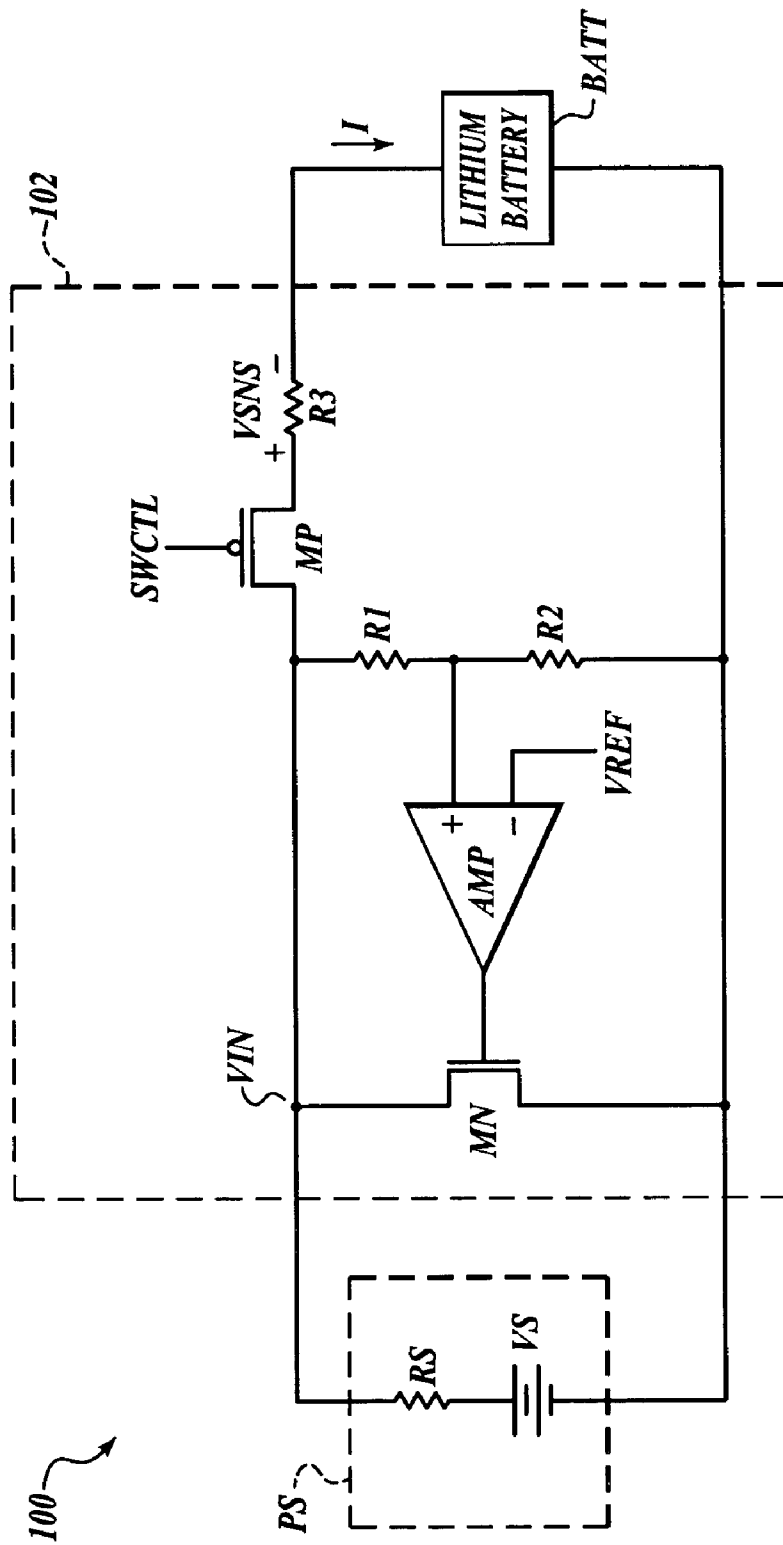 100
102
PS
RS
VS
VIN
MN
AMP
+
-
VREF
R1
R2
SWCTL
MP
+
VSNS
-
R3
I
LITHIUM
BATTERY
BATT